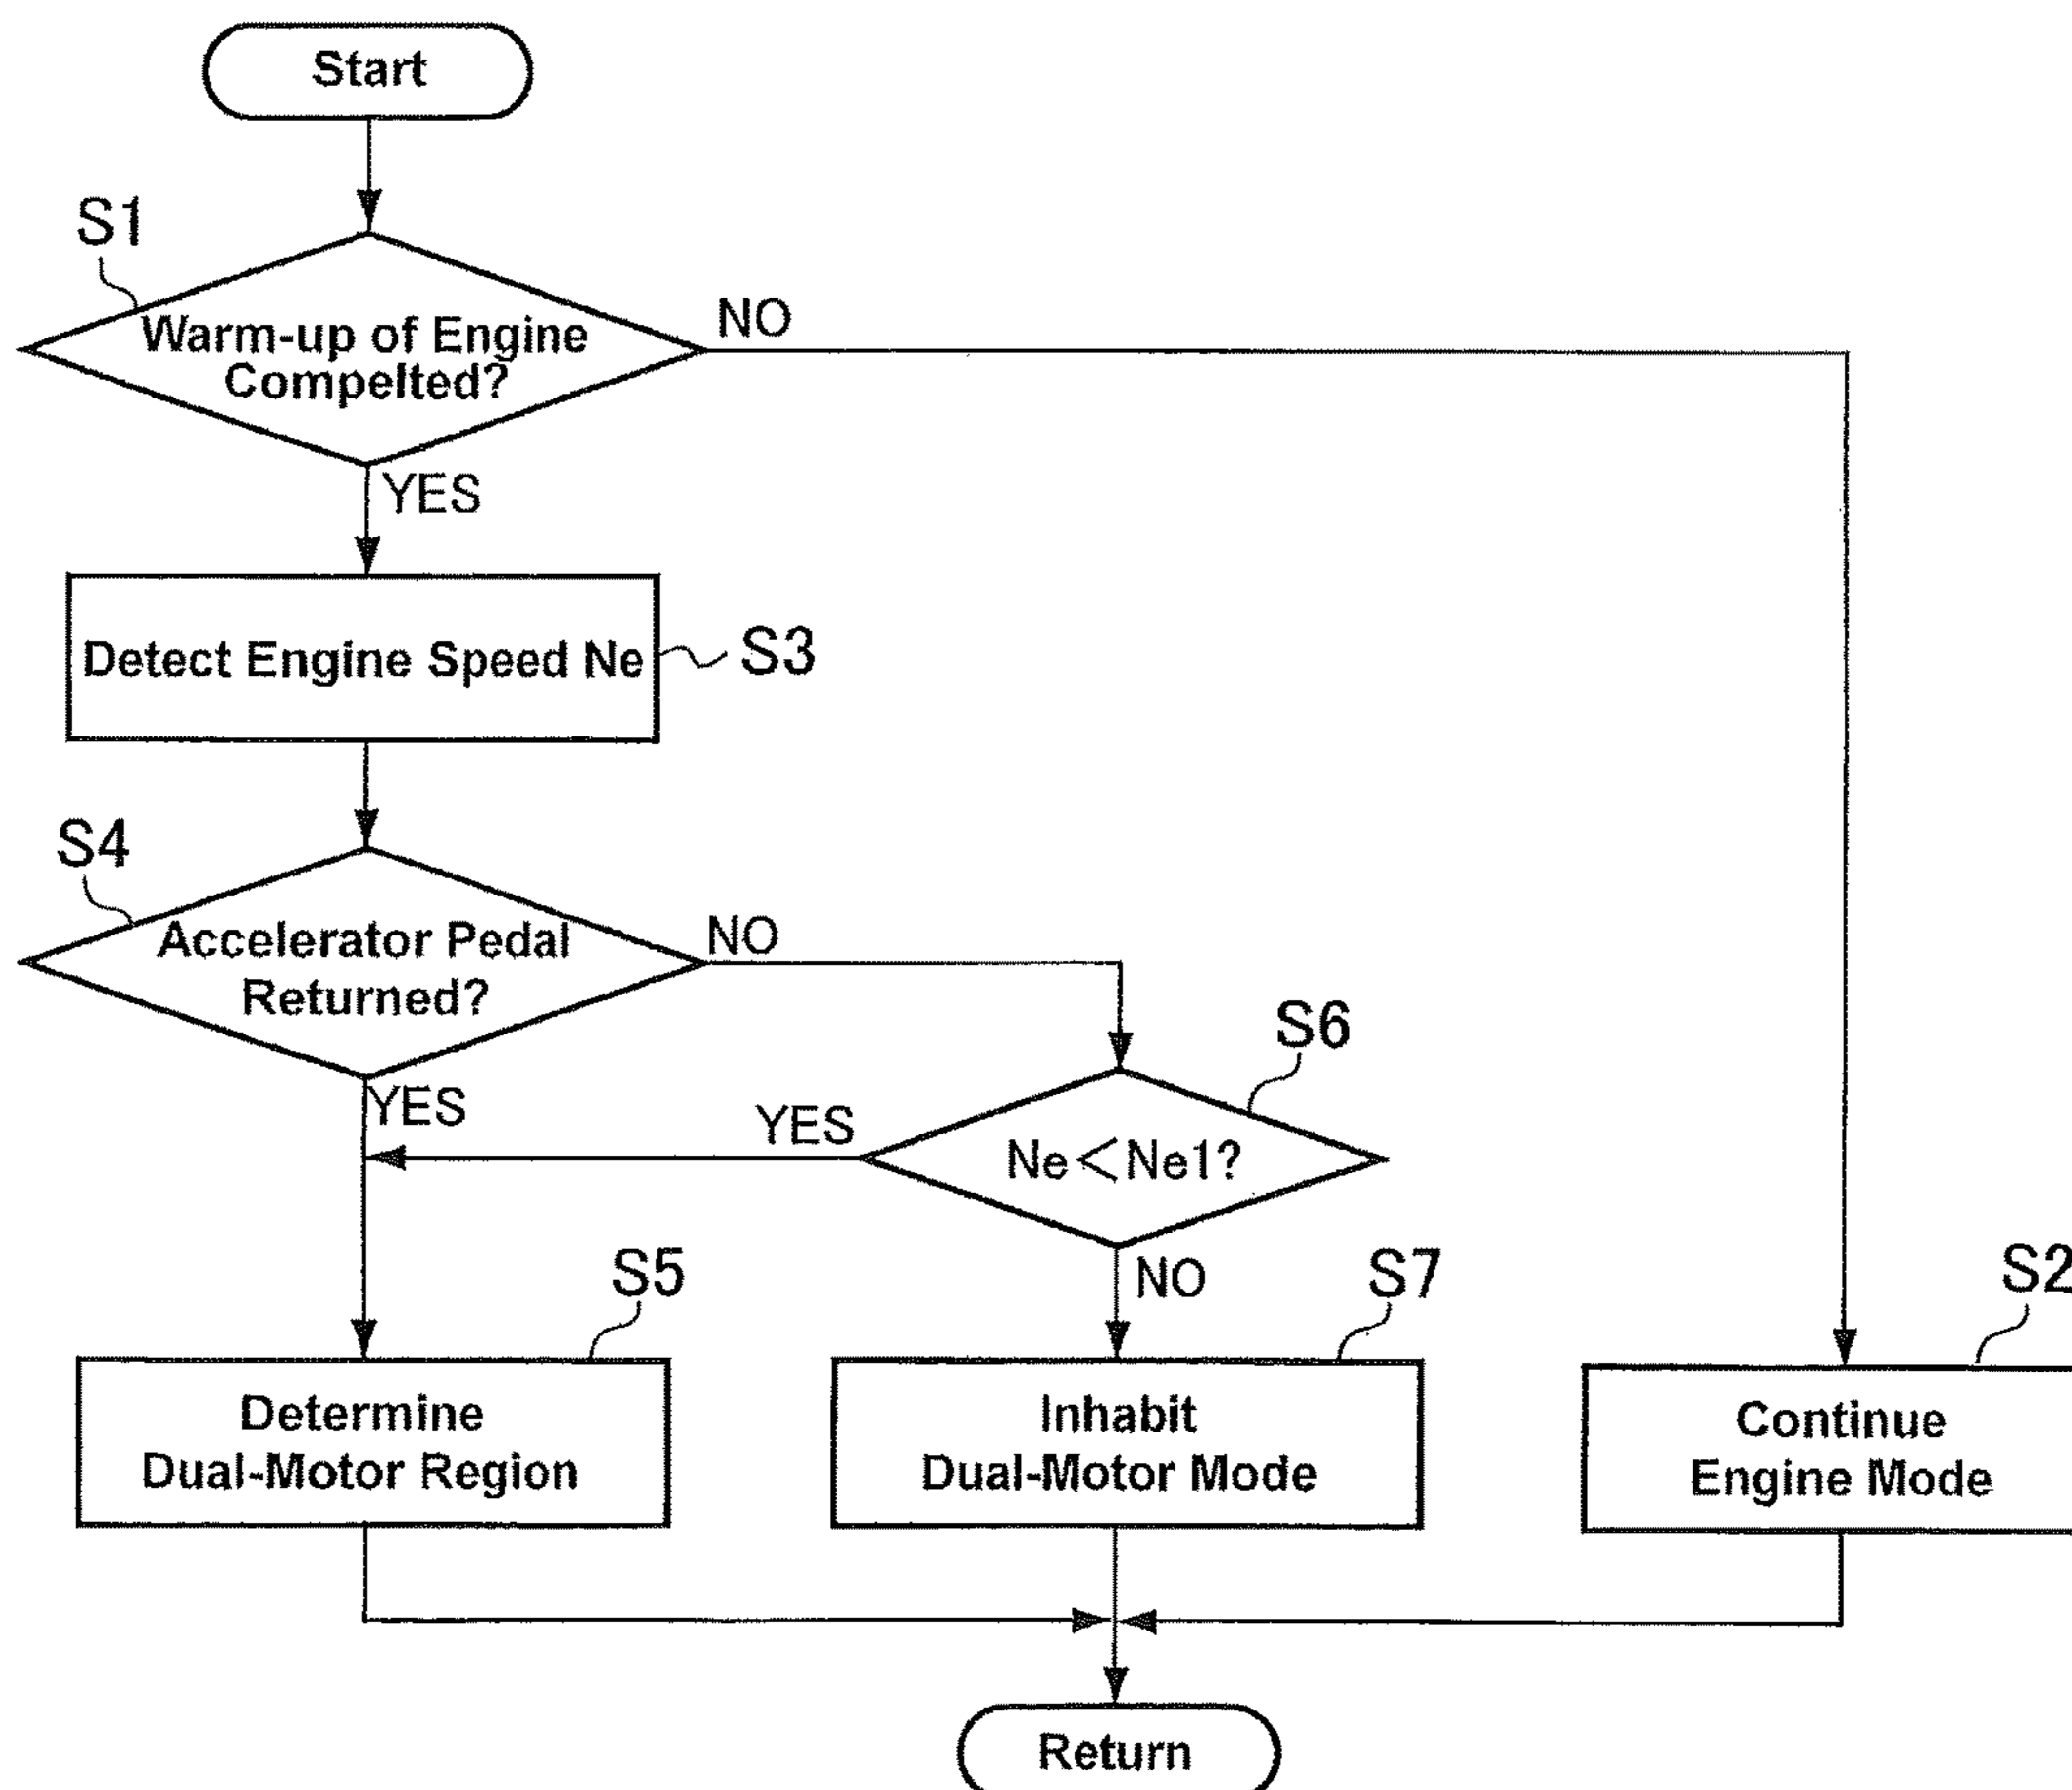 Start
S1
Warm-up of Engine
Compelted?
NO
YES
Detect Engine Speed Ne
S3
S4
Accelerator Pedal
Returned?
NO
YES
S6
Ne<Ne1?
YES
NO
S5
Determine
Dual-Motor Region
S7
Inhabit
Dual-Motor Mode
S2
Continue
Engine Mode
Return